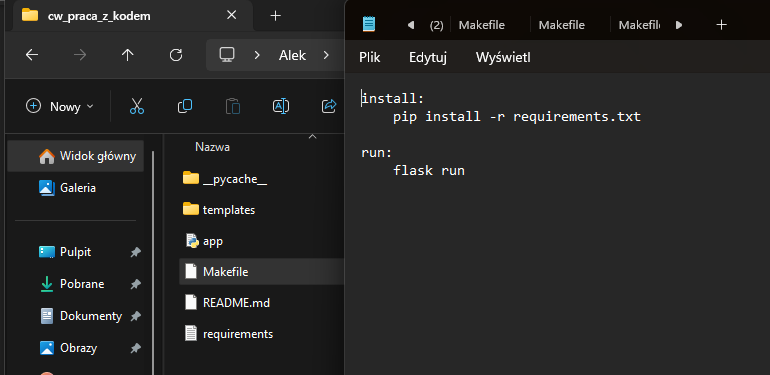 cw_praca_z_kodem
Alek
Nowy
Widok główny
Galeria
Pulpit
Pobrane
Dokumenty
Obrazy
Nazwa
__pycache__
templates
app
Makefile
README.md
requirements
(2)
Makefile
Requirements
Makefil
Plik
Edytuj
Wyświetl
install:
pip install -r requirements.txt
run:
flask run